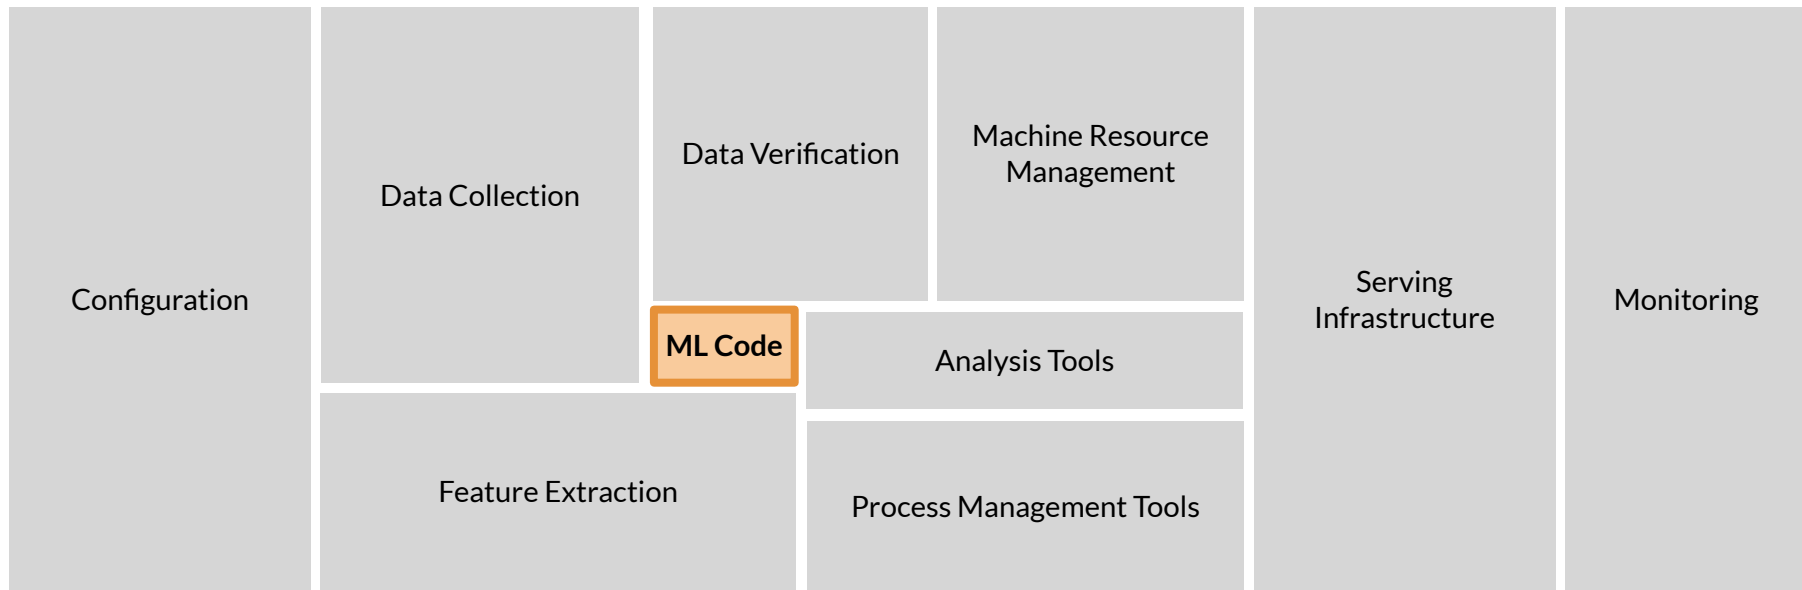 Configuration
Data Collection
Data Verification
Machine Resource
Management
ML Code
Analysis Tools
Feature Extraction
Process Management Tools
Serving
Infrastructure
Monitoring